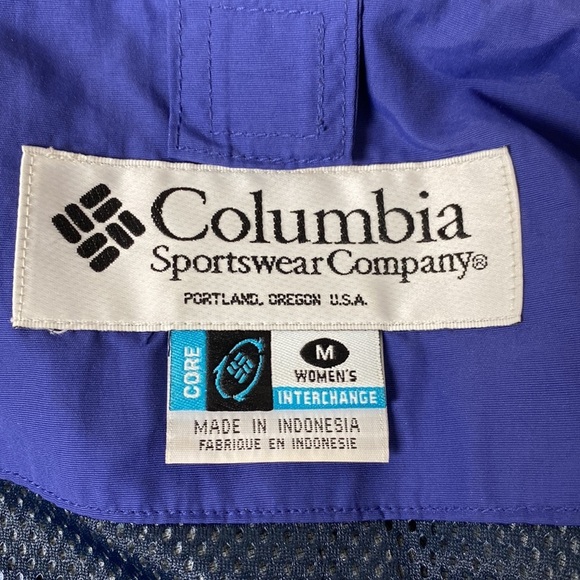 Columbia
Sportswear Company®
PORTLAND, OREGON U.S.A.
CORE
M
WOMEN'S
INTERCHANGE
MADE IN INDONESIA
FABRIQUE EN INDONESIE